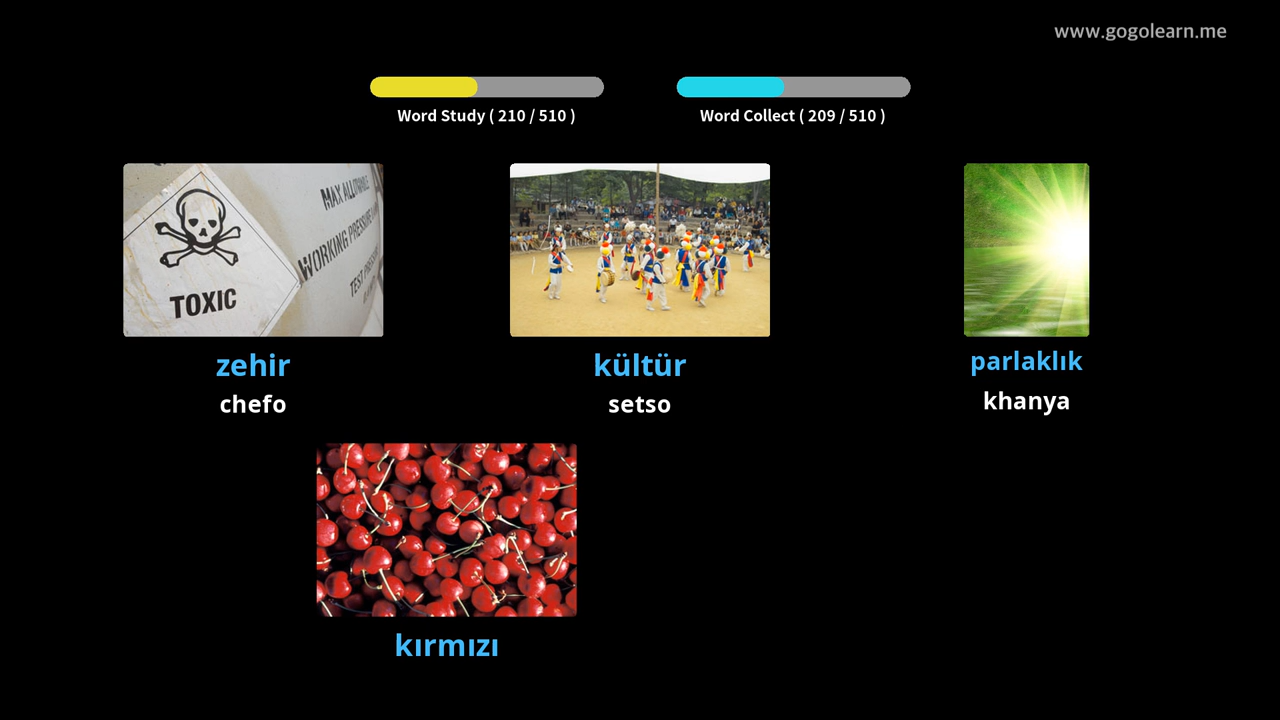 www.gogolearn.me
Word Study ( 210 / 510 )
Word Collect ( 209 / 510 )
MAX ALLOWABLE
WORKING PRESSURE
TEST
TOXIC
zehir
chefo
kültür
setso
parlaklık
khanya
kırmızı